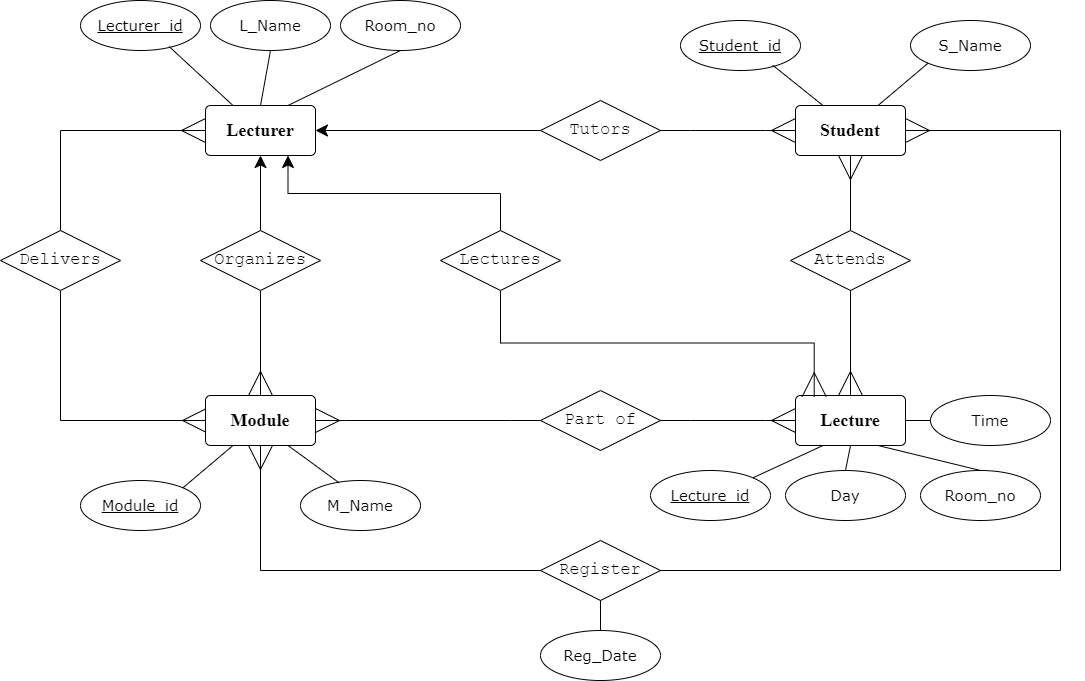 Lecturer_id
L_Name
Room_no
Student_id
S_Name
Lecturer
Tutors
Student
Delivers
Organizes
Lectures
Attends
Module
Part of
Lecture
Time
Module_id
M_Name
Lecture_id
Day
Room_no
Register
Reg_Date